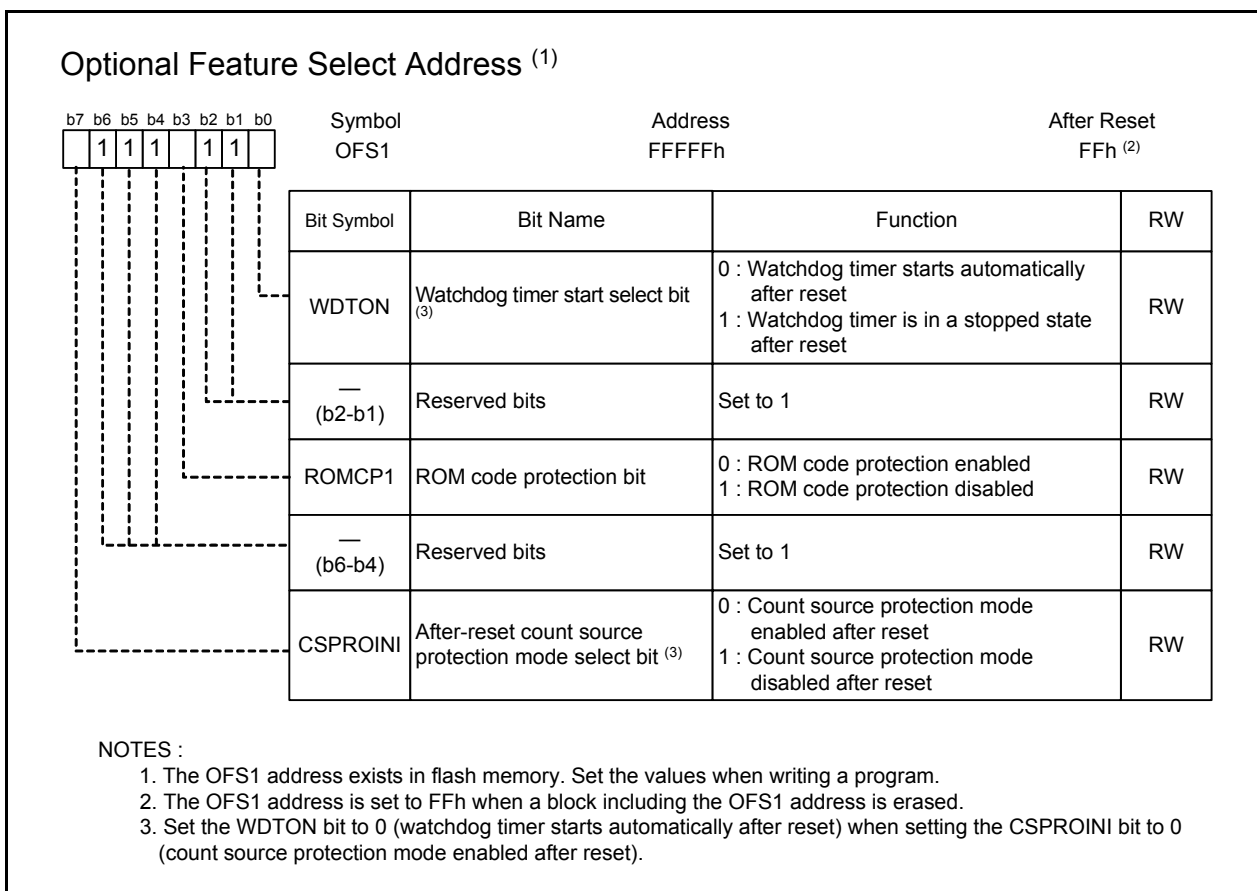 Optional Feature Select Address (1)
b7 b6 b5 b4 b3 b2 b1 b0
1 1 1 1 1
Symbol Address After Reset
OFS1 FFFFFh FFh (2)
Bit Symbol Bit Name Function RW
WDTON
Watchdog timer start select bit
(3)
0 : Watchdog timer starts automatically
after reset
1 : Watchdog timer is in a stopped state
after reset
RW
—
(b2-b1)
Reserved bits
Set to 1
RW
ROMCP1
ROM code protection bit
0 : ROM code protection enabled
1 : ROM code protection disabled
RW
—
(b6-b4)
Reserved bits
Set to 1
RW
CSPROINI
After-reset count source
protection mode select bit (3)
0 : Count source protection mode
enabled after reset
1 : Count source protection mode
disabled after reset
RW
NOTES :
1. The OFS1 address exists in flash memory. Set the values when writing a program.
2. The OFS1 address is set to FFh when a block including the OFS1 address is erased.
3. Set the WDTON bit to 0 (watchdog timer starts automatically after reset) when setting the CSPROINI bit to 0
(count source protection mode enabled after reset).